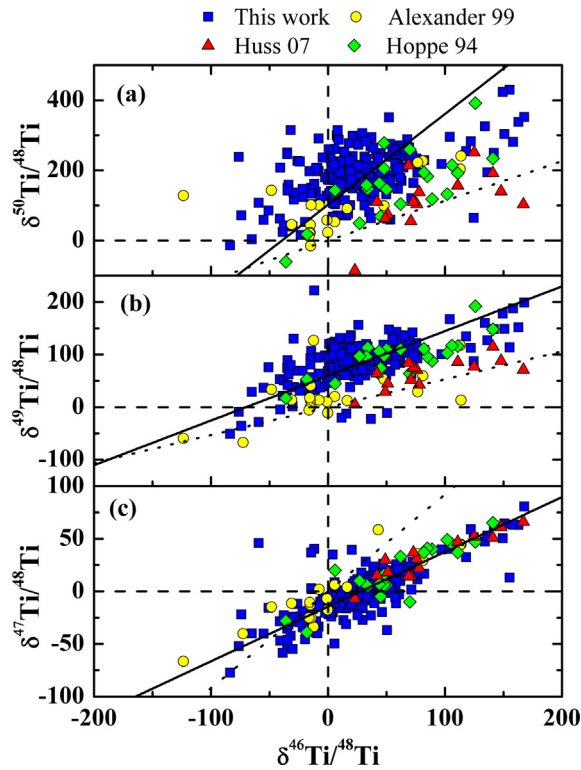 This work Alexander 99
Huss 07 Hoppe 94
(a)
400
200
0
δ⁵⁰Ti/⁴⁸Ti
(b)
200
100
0
-100
δ⁴⁹Ti/⁴⁸Ti
(c)
100
50
0
-50
-100
δ⁴⁷Ti/⁴⁸Ti
-200 -100 0 100 200
δ⁴⁶Ti/⁴⁸Ti